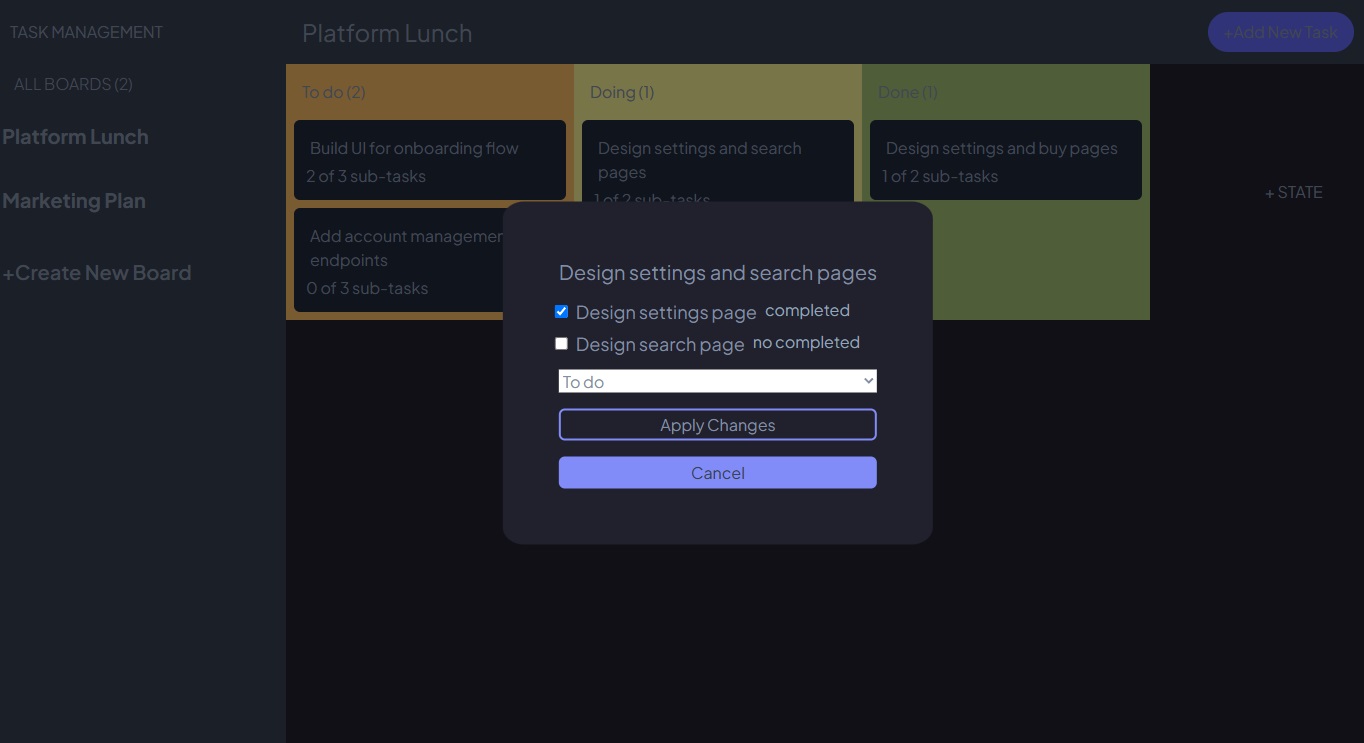 TASK MANAGEMENT
Platform Lunch
+Add New Task
ALL BOARDS (2)
Platform Lunch
Marketing Plan
+Create New Board
To do (2)
Build UI for onboarding flow
2 of 3 sub-tasks
Add account managemen
endpoints
0 of 3 sub-tasks
Doing (1)
Design settings and search
pages
1 of 2 sub-tasks
Done (1)
Design settings and buy pages
1 of 2 sub-tasks
+ STATE
Design settings and search pages
Design settings page completed
Design search page no completed
To do
Apply Changes
Cancel